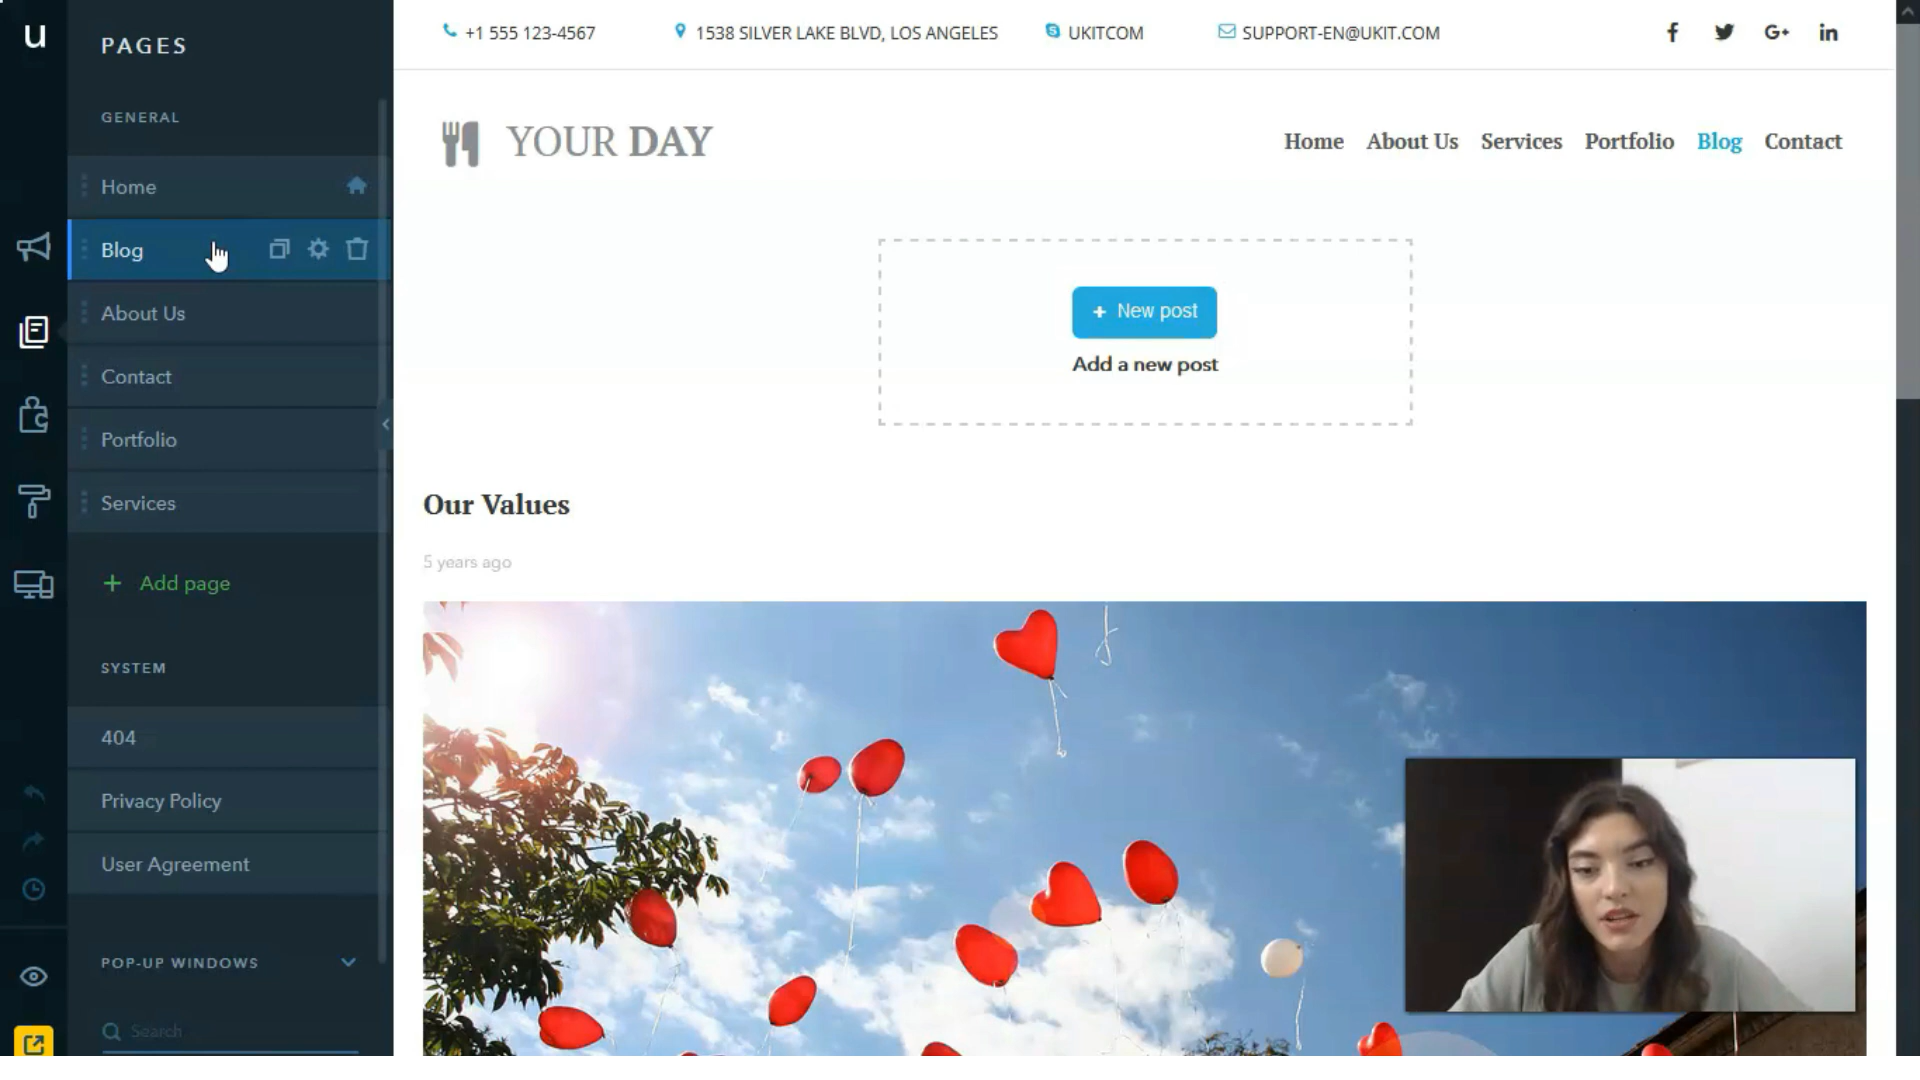 u
PAGES
GENERAL
Home
Blog
About Us
Contact
Portfolio
Services
+ Add page
SYSTEM
404
Privacy Policy
User Agreement
POP-UP WINDOWS
Search
+1 555 123-4567
1538 SILVER LAKE BLVD, LOS ANGELES
UKITCOM
SUPPORT-EN@UKIT.COM
YOUR DAY
Home About Us Services Portfolio Blog Contact
+ New post
Add a new post
Our Values
5 years ago